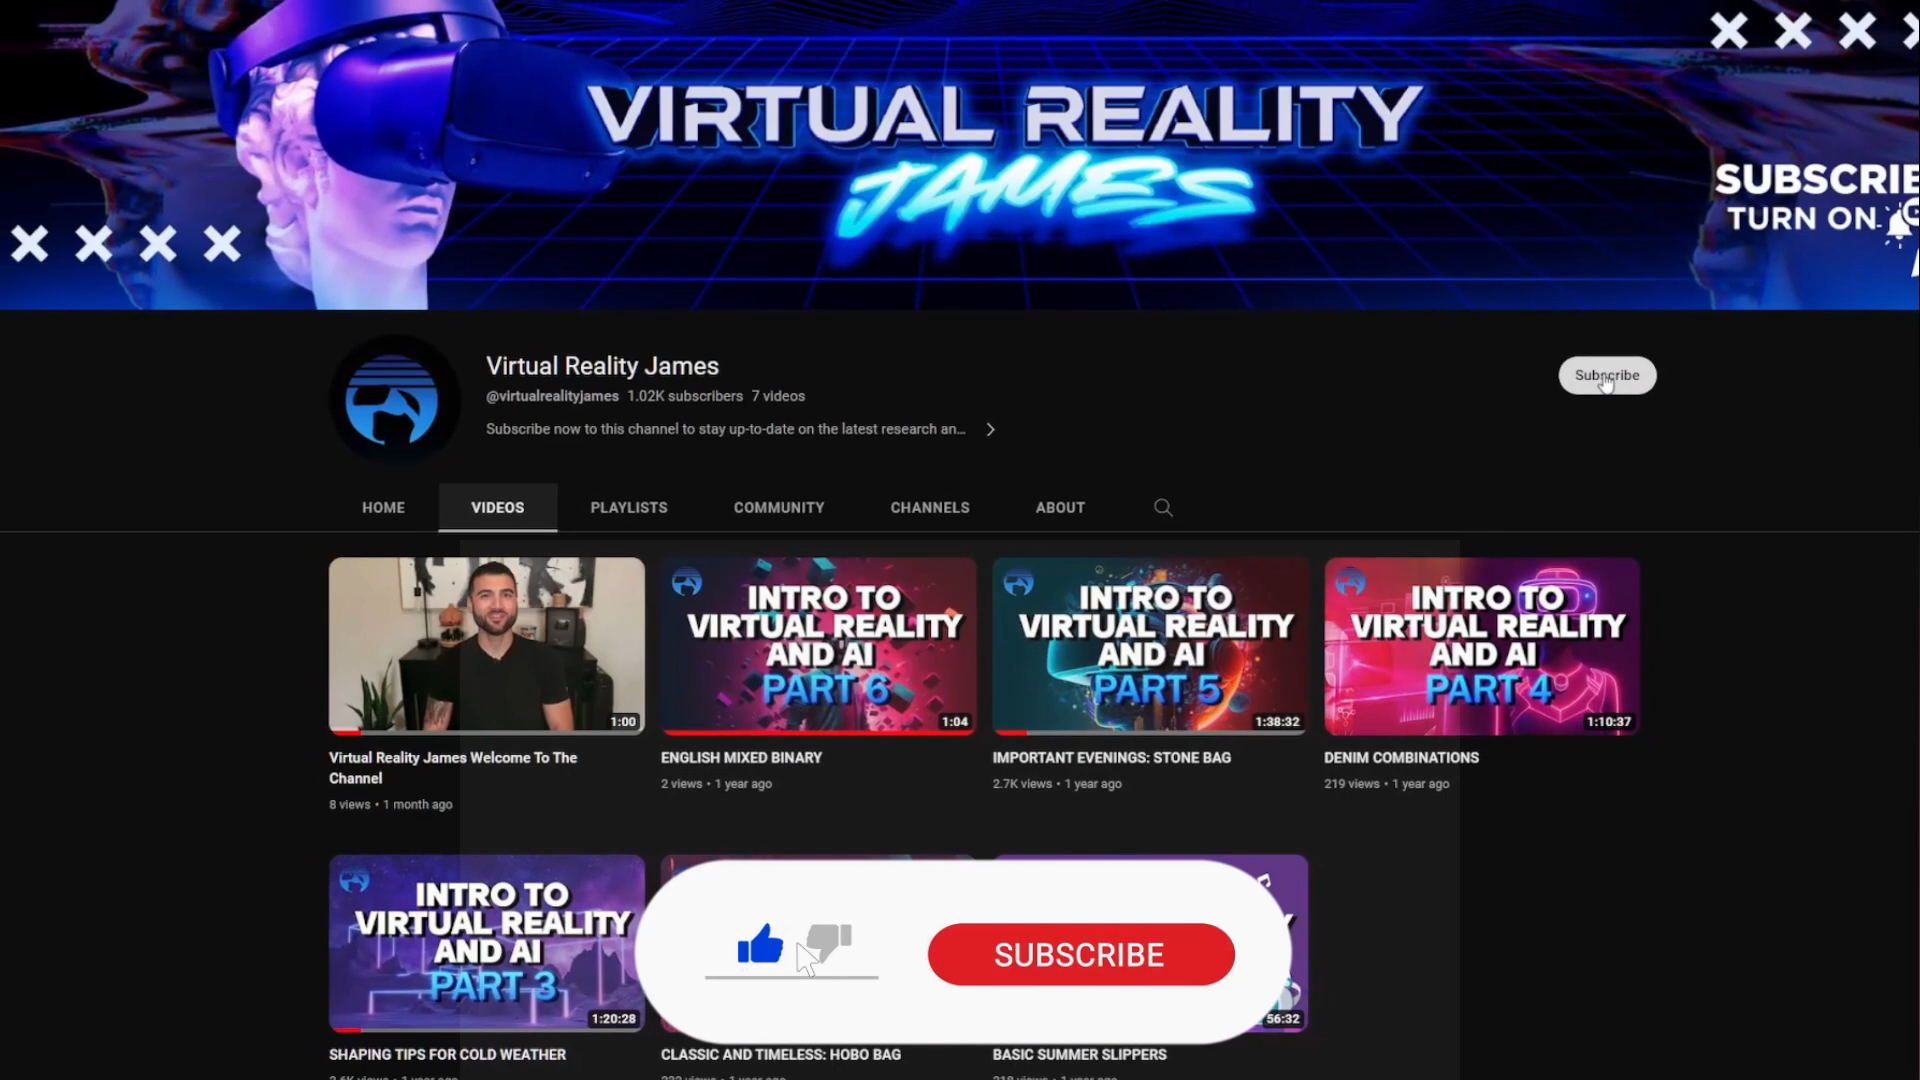 VIRTUAL REALITY
JAMES
SUBSCRIBE
TURN ON
Virtual Reality James
@virtualrealityjames 1.02K subscribers 7 videos
Subscribe now to this channel to stay up-to-date on the latest research an...
Subscribe
HOME VIDEOS PLAYLISTS COMMUNITY CHANNELS ABOUT
1:00
Virtual Reality James Welcome To The
Channel
8 views • 1 month ago
INTRO TO
VIRTUAL REALITY
AND AI
PART 6
1:04
ENGLISH MIXED BINARY
2 views • 1 year ago
INTRO TO
VIRTUAL REALITY
AND AI
PART 5
1:38:32
IMPORTANT EVENINGS: STONE BAG
2.7K views • 1 year ago
INTRO TO
VIRTUAL REALITY
AND AI
PART 4
1:10:37
DENIM COMBINATIONS
219 views • 1 year ago
INTRO TO
VIRTUAL REALITY
AND AI
PART 3
1:20:28
SHAPING TIPS FOR COLD WEATHER
CLASSIC AND TIMELESS: HOBO BAG
56:32
BASIC SUMMER SLIPPERS
SUBSCRIBE